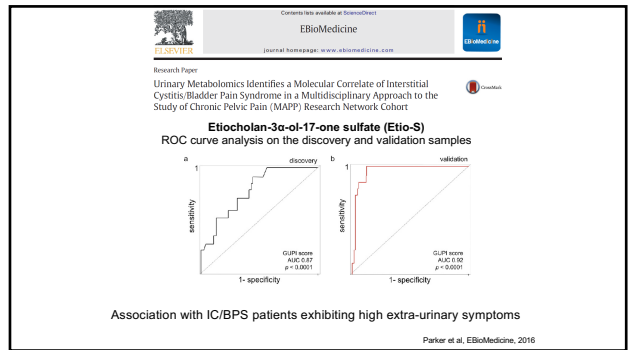 Contents lists available at ScienceDirect
EBioMedicine
journal homepage: www.ebiomedicine.com
ELSEVIER
EBioMedicine
Research Paper
Urinary Metabolomics Identifies a Molecular Correlate of Interstitial
Cystitis/Bladder Pain Syndrome in a Multidisciplinary Approach to the
Study of Chronic Pelvic Pain (MAPP) Research Network Cohort
CrossMark
Etiocholan-3α-ol-17-one sulfate (Etio-S)
ROC curve analysis on the discovery and validation samples
a
discovery
1
sensitivity
GUPI score
AUC 0.87
p < 0.0001
1- specificity
b
validation
1
sensitivity
GUPI score
AUC 0.92
p < 0.0001
1- specificity
Association with IC/BPS patients exhibiting high extra-urinary symptoms
Parker et al, EBioMedicine, 2016